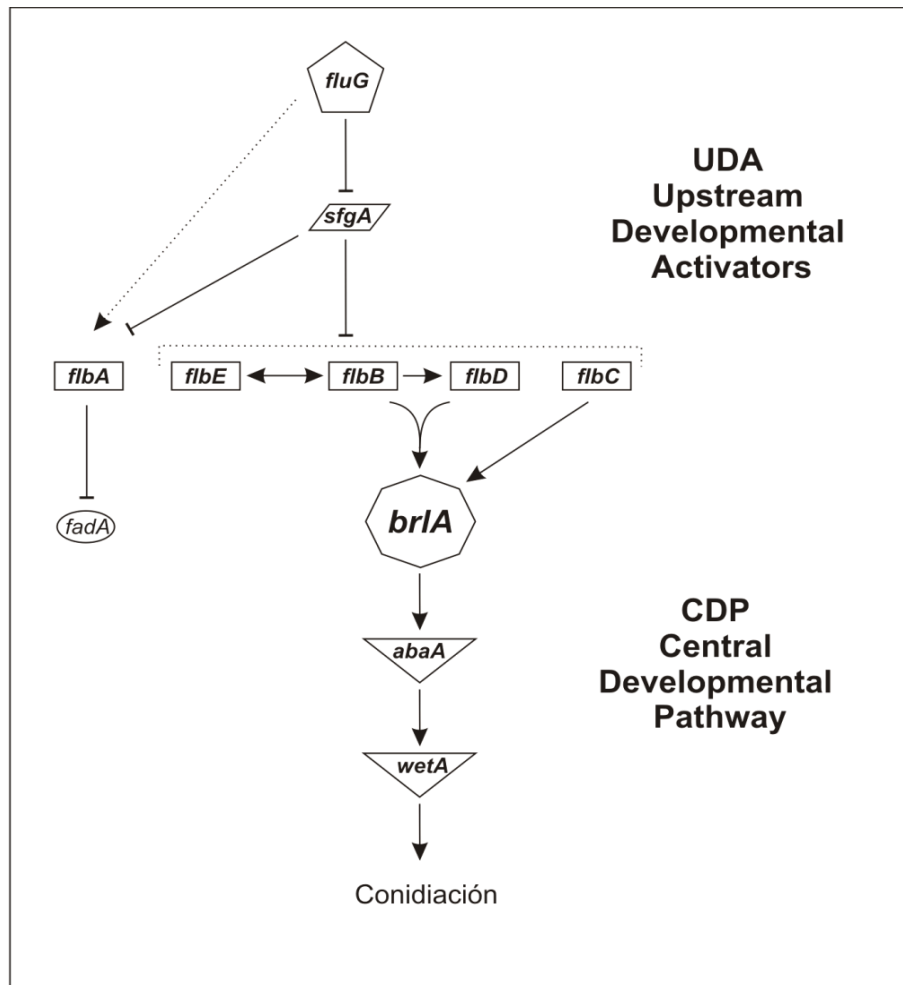 fluG
sfgA
UDA
Upstream
Developmental
Activators
flbA
flbE
flbB
flbD
flbC
fadA
brlA
abaA
wetA
CDP
Central
Developmental
Pathway
Conidiación